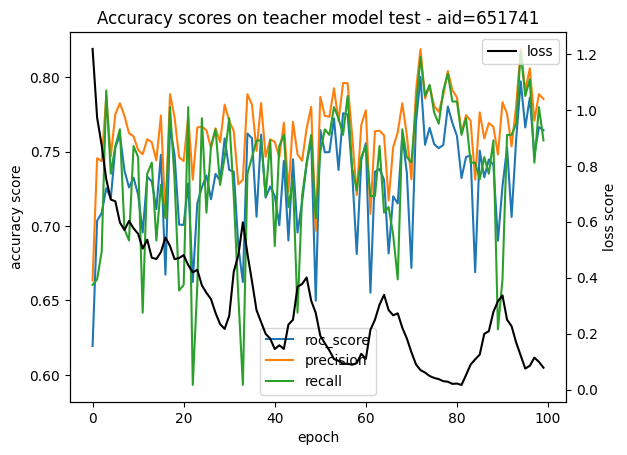 Accuracy scores on teacher model test - aid=651741
loss
0.80
0.75
0.70
0.65
0.60
accuracy score
1.2
1.0
0.8
0.6
0.4
0.2
0.0
loss score
roc_score
precision
recall
0 20 40 60 80 100
epoch